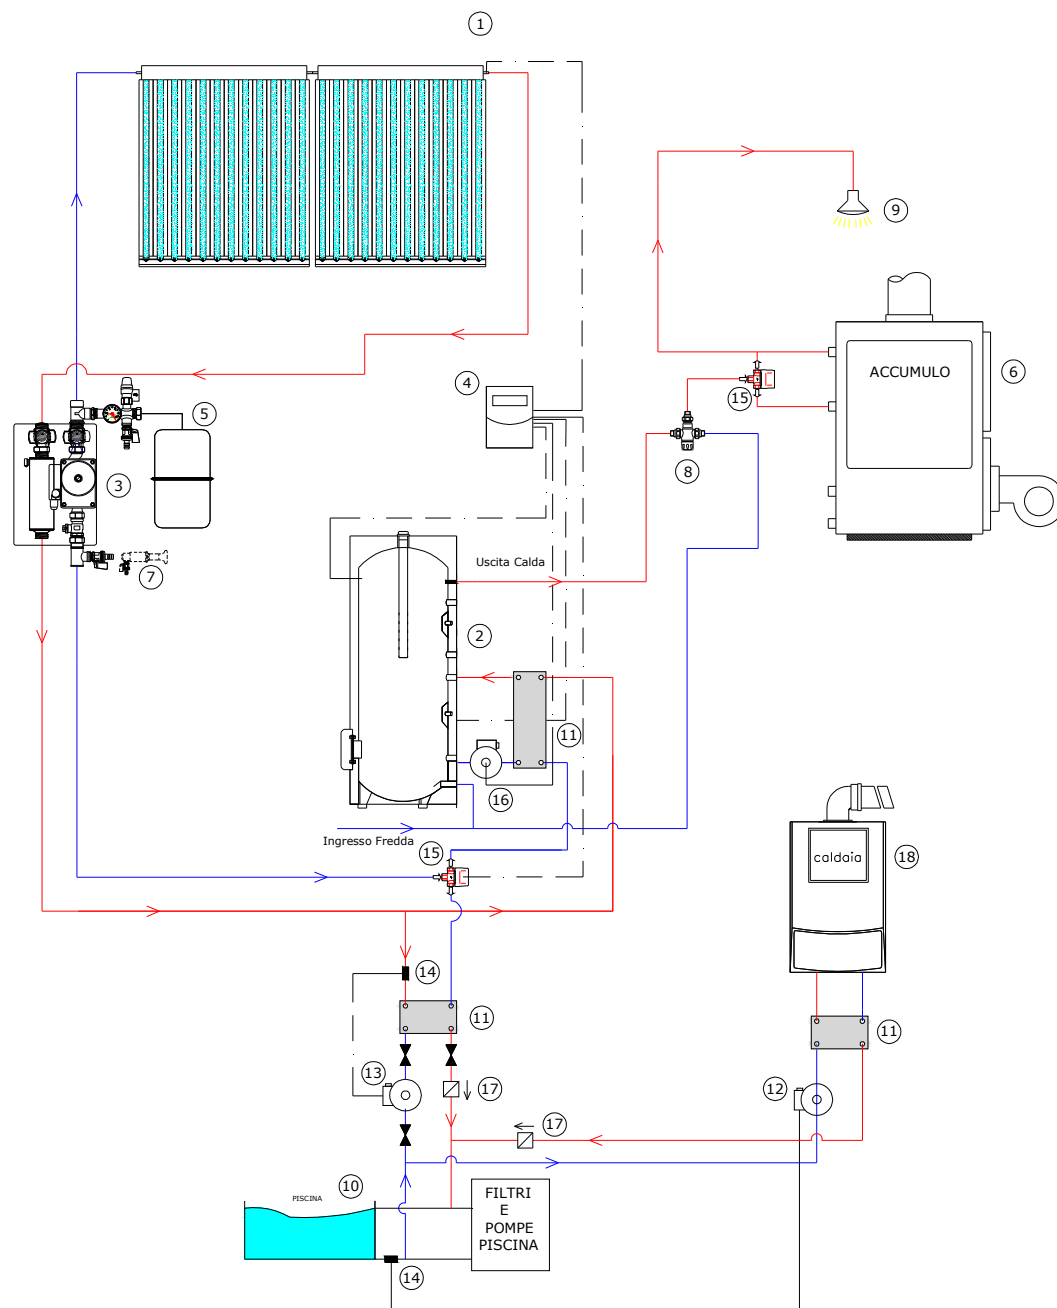 1
9
ACCUMULO
6
4
15
5
8
3
7
Uscita Calda
2
11
16
Ingresso Fredda
15
caldaia
18
14
11
11
13
17
12
17
10
PISCINA
FILTRI
E
POMPE
PISCINA
14